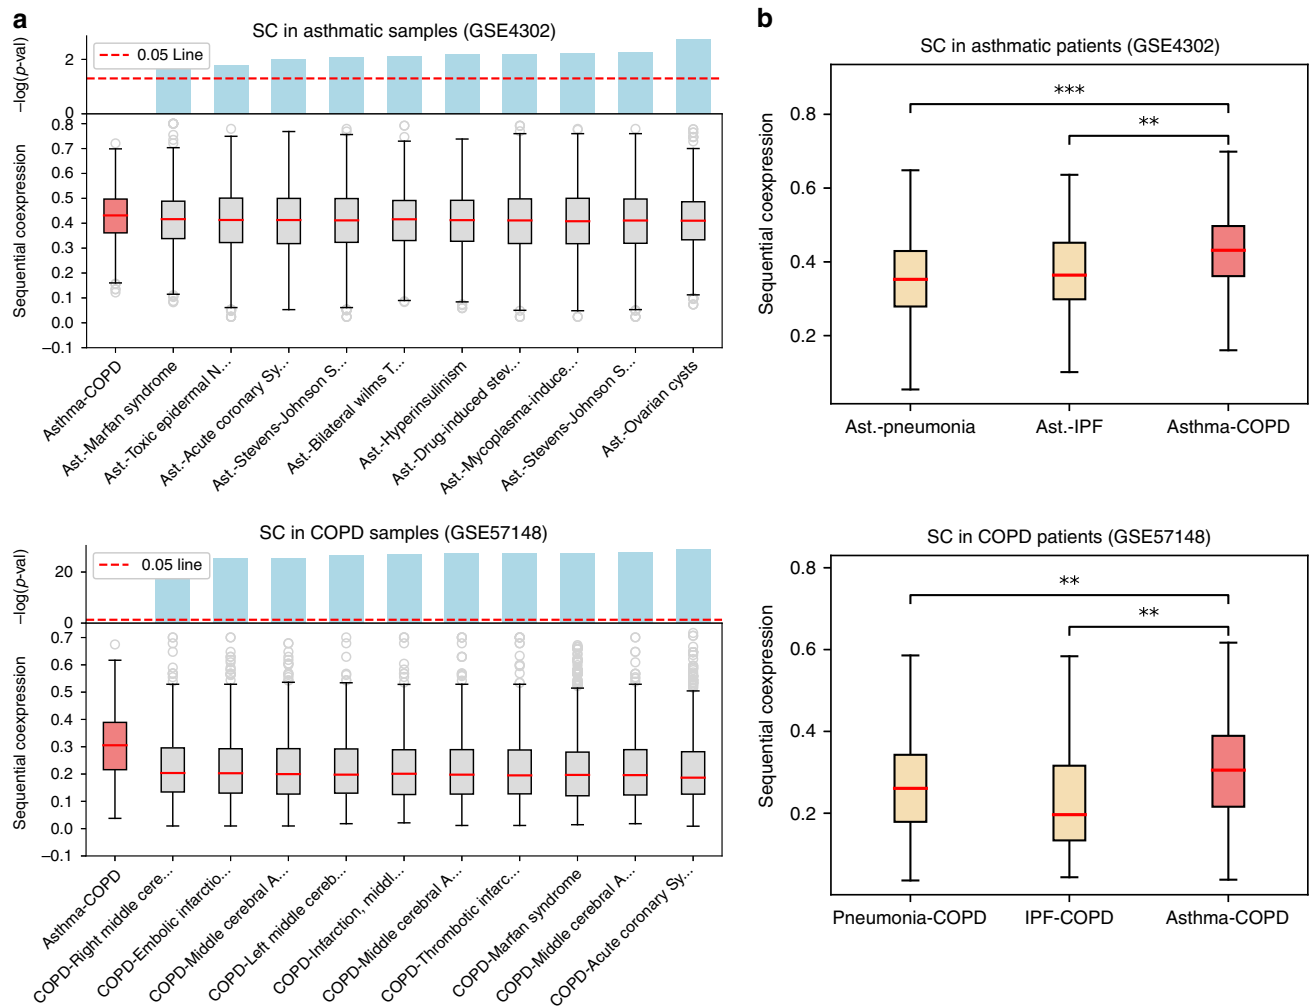 a
SC in asthmatic samples (GSE4302)
–log(p-val)
2
0
0.05 Line
Sequential coexpression
0.8
0.7
0.6
0.5
0.4
0.3
0.2
0.1
0.0
–0.1
Asthma-COPD
Ast.-Marfan syndrome
Ast.-Toxic epidermal N...
Ast.-Acute coronary Sy...
Ast.-Stevens-Johnson S...
Ast.-Bilateral wilms T...
Ast.-Hyperinsulinism
Ast.-Drug-induced stev...
Ast.-Mycoplasma-induce...
Ast.-Stevens-Johnson S...
Ast.-Ovarian cysts
SC in COPD samples (GSE57148)
–log(p-val)
20
0
0.05 line
Sequential coexpression
0.7
0.6
0.5
0.4
0.3
0.2
0.1
0.0
–0.1
Asthma-COPD
COPD-Right middle cere...
COPD-Embolic infarctio...
COPD-Middle cerebral A...
COPD-Left middle cereb...
COPD-Infarction, middl...
COPD-Middle cerebral A...
COPD-Thrombotic infarc...
COPD-Marfan syndrome
COPD-Middle cerebral A...
COPD-Acute coronary Sy...
b
SC in asthmatic patients (GSE4302)
Sequential coexpression
0.8
0.6
0.4
0.2
***
**
Ast.-pneumonia
Ast.-IPF
Asthma-COPD
SC in COPD patients (GSE57148)
Sequential coexpression
0.8
0.6
0.4
0.2
**
**
Pneumonia-COPD
IPF-COPD
Asthma-COPD